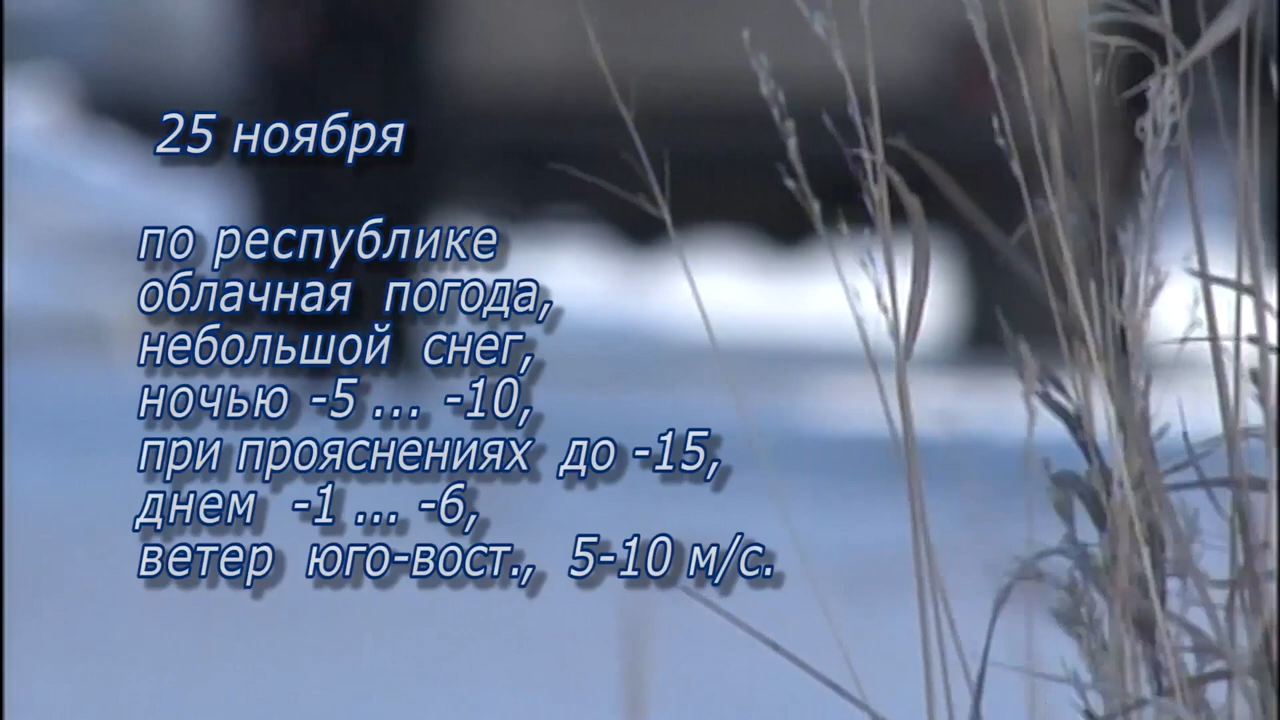 25 ноября
по республике
облачная погода,
небольшой снег,
ночью -5 ... -10,
при прояснениях до -15,
днем -1 ... -6,
ветер юго-вост., 5-10 м/с.